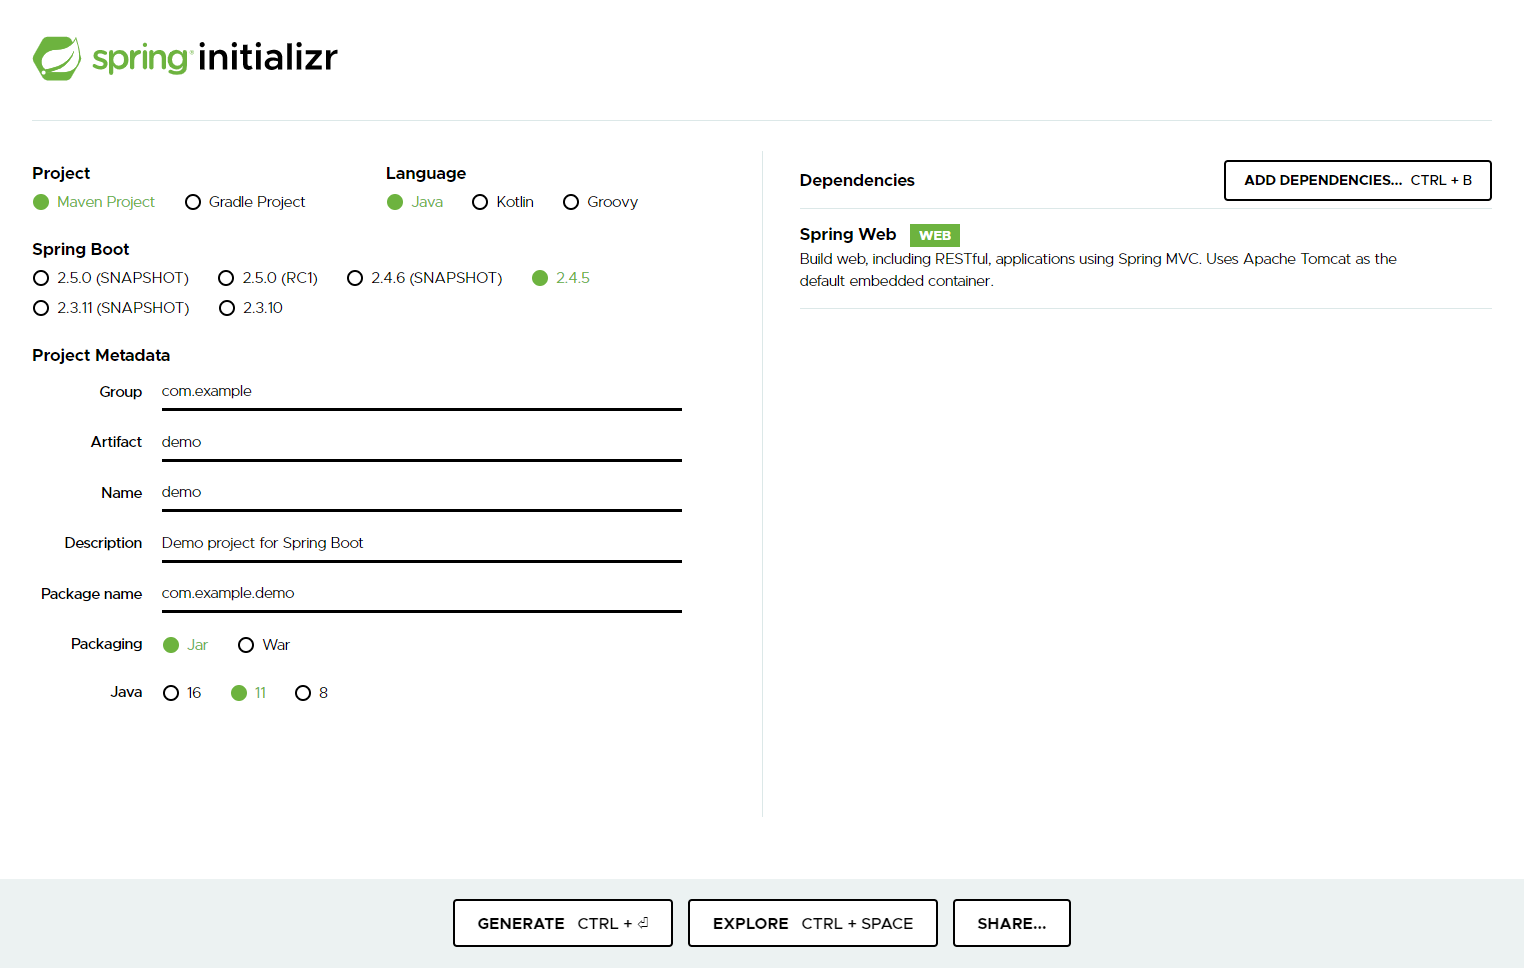 spring initializr
Project
Maven Project Gradle Project
Language
Java Kotlin Groovy
Spring Boot
2.5.0 (SNAPSHOT) 2.5.0 (RC1) 2.4.6 (SNAPSHOT) 2.4.5
2.3.11 (SNAPSHOT) 2.3.10
Project Metadata
Group com.example
Artifact demo
Name demo
Description Demo project for Spring Boot
Package name com.example.demo
Packaging Jar War
Java 16 11 8
Dependencies
ADD DEPENDENCIES... CTRL + B
Spring Web WEB
Build web, including RESTful, applications using Spring MVC. Uses Apache Tomcat as the
default embedded container.
GENERATE CTRL + ⏎
EXPLORE CTRL + SPACE
SHARE...